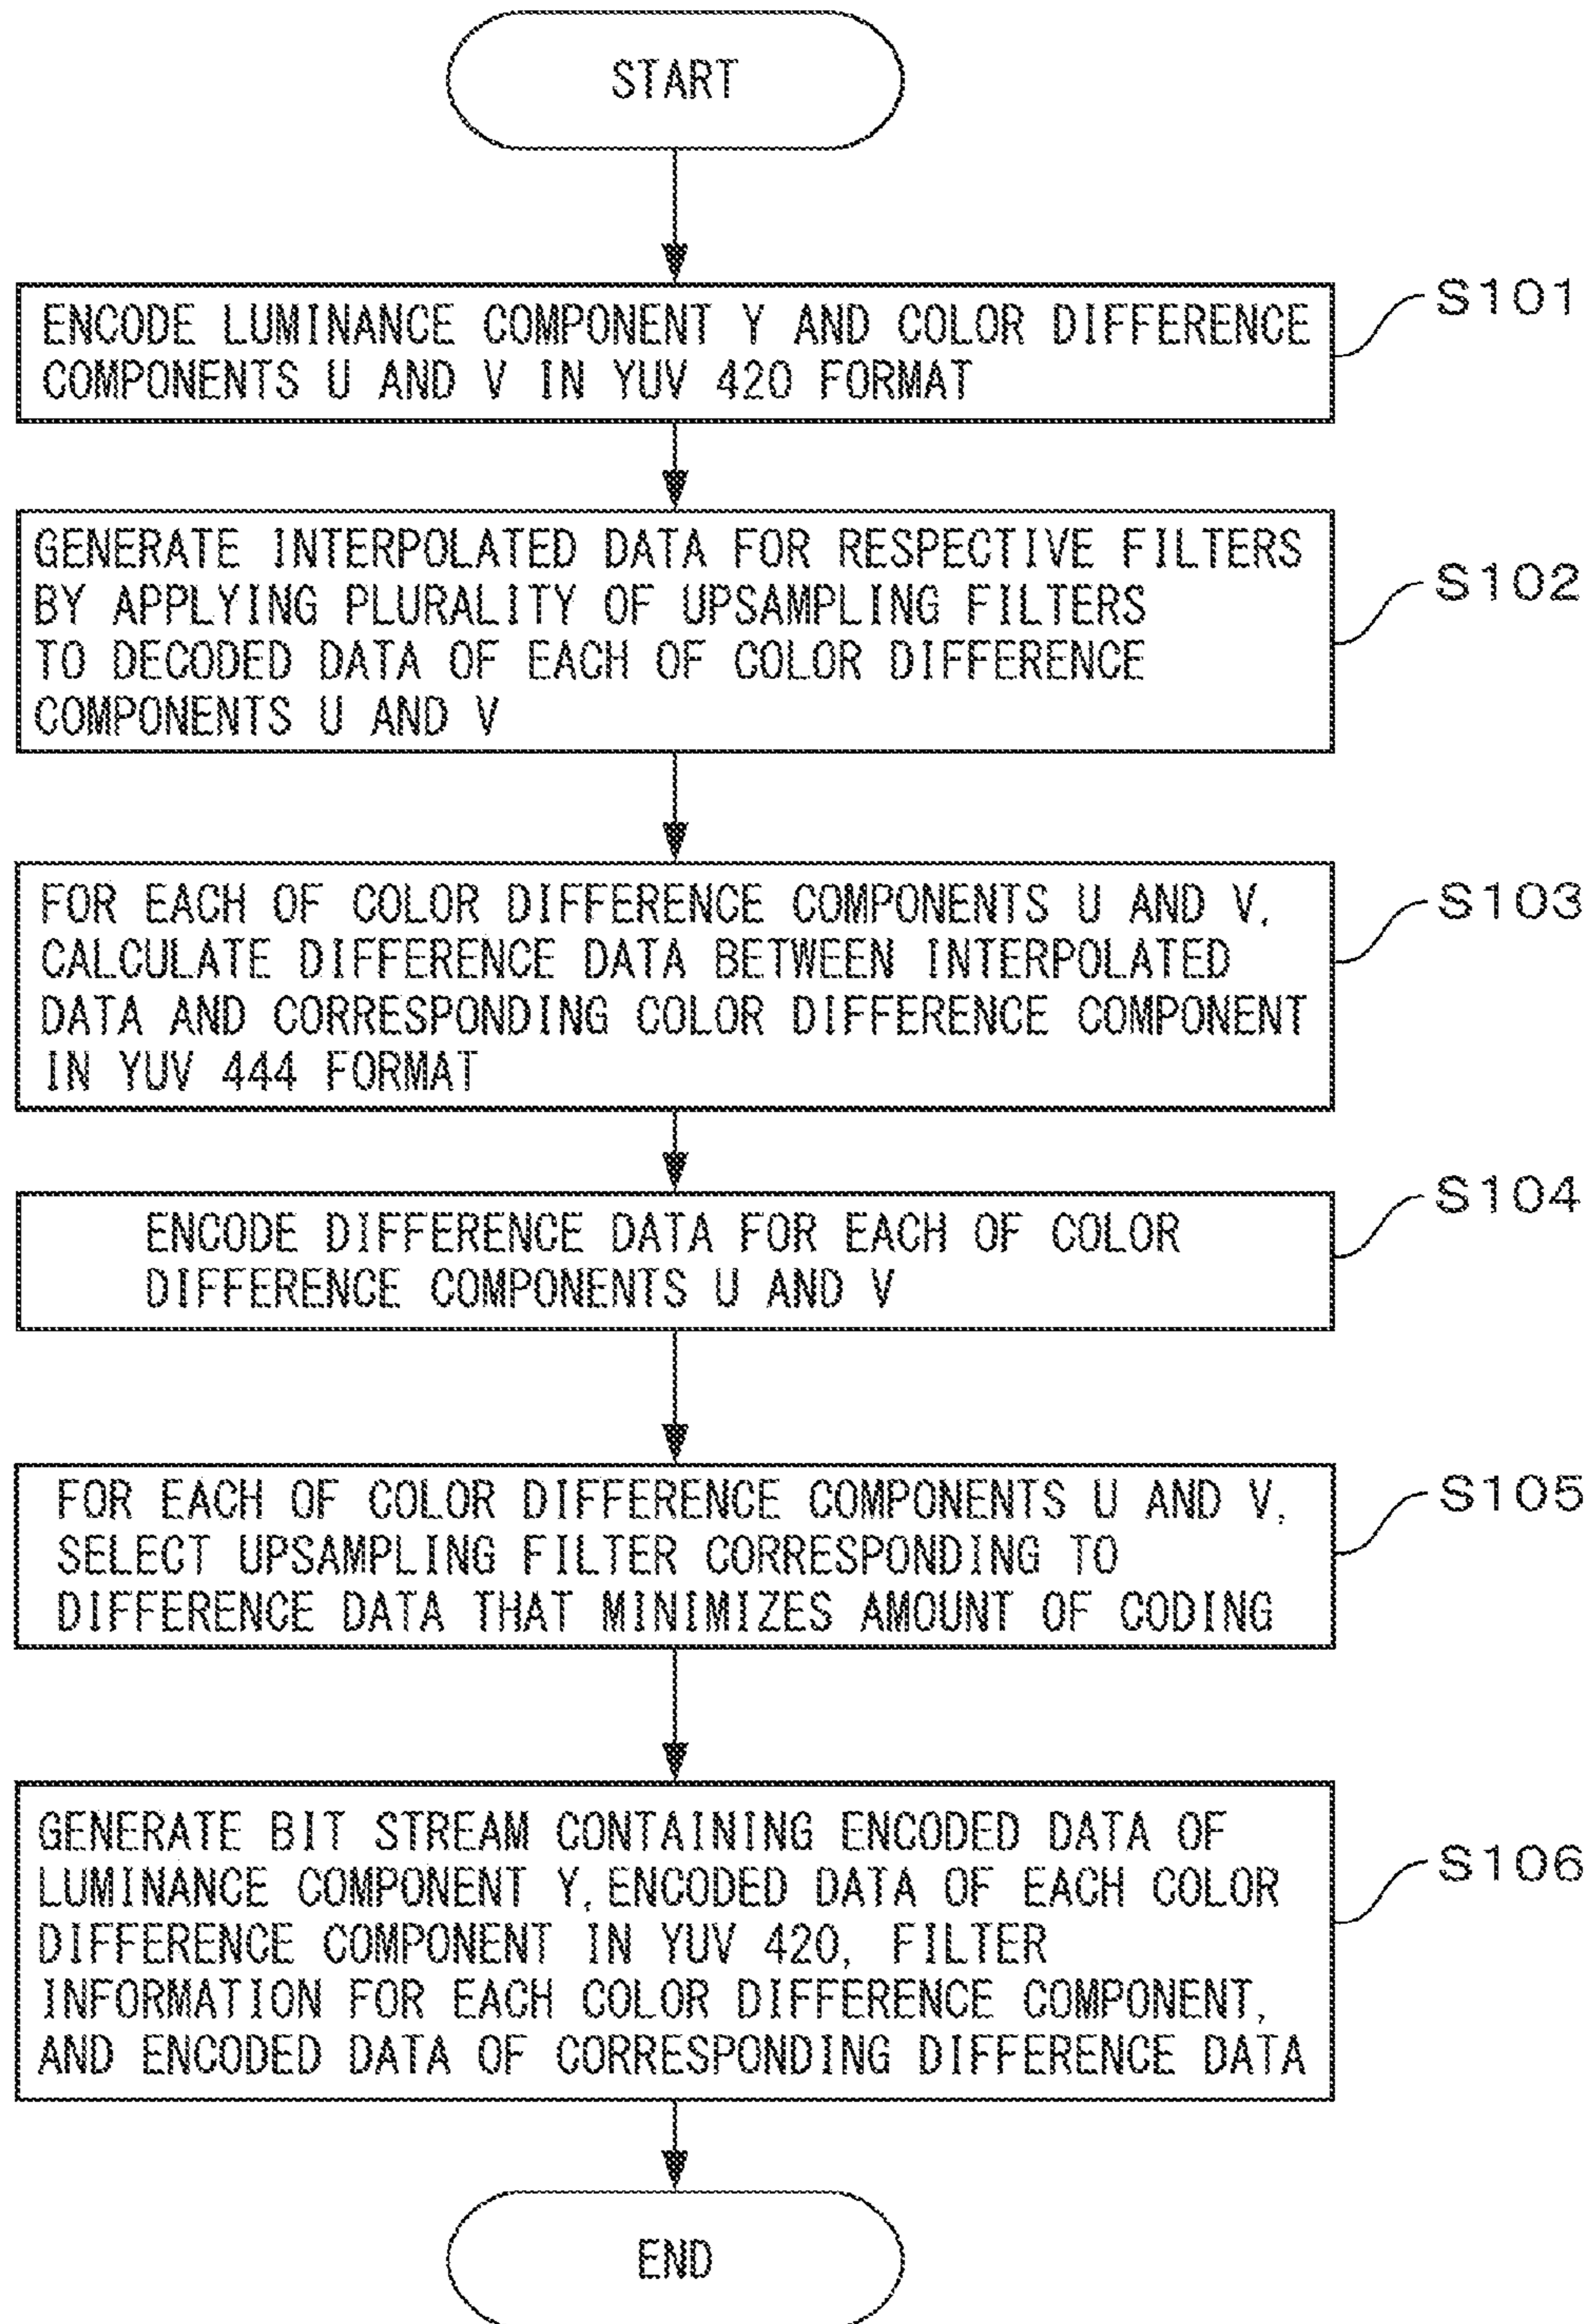 START
ENCODE LUMINANCE COMPONENT Y AND COLOR DIFFERENCE
COMPONENTS U AND V IN YUV 420 FORMAT
S101
GENERATE INTERPOLATED DATA FOR RESPECTIVE FILTERS
BY APPLYING PLURALITY OF UPSAMPLING FILTERS
TO DECODED DATA OF EACH OF COLOR DIFFERENCE
COMPONENTS U AND V
S102
FOR EACH OF COLOR DIFFERENCE COMPONENTS U AND V,
CALCULATE DIFFERENCE DATA BETWEEN INTERPOLATED
DATA AND CORRESPONDING COLOR DIFFERENCE COMPONENT
IN YUV 444 FORMAT
S103
ENCODE DIFFERENCE DATA FOR EACH OF COLOR
DIFFERENCE COMPONENTS U AND V
S104
FOR EACH OF COLOR DIFFERENCE COMPONENTS U AND V,
SELECT UPSAMPLING FILTER CORRESPONDING TO
DIFFERENCE DATA THAT MINIMIZES AMOUNT OF CODING
S105
GENERATE BIT STREAM CONTAINING ENCODED DATA OF
LUMINANCE COMPONENT Y, ENCODED DATA OF EACH COLOR
DIFFERENCE COMPONENT IN YUV 420, FILTER
INFORMATION FOR EACH COLOR DIFFERENCE COMPONENT,
AND ENCODED DATA OF CORRESPONDING DIFFERENCE DATA
S106
END